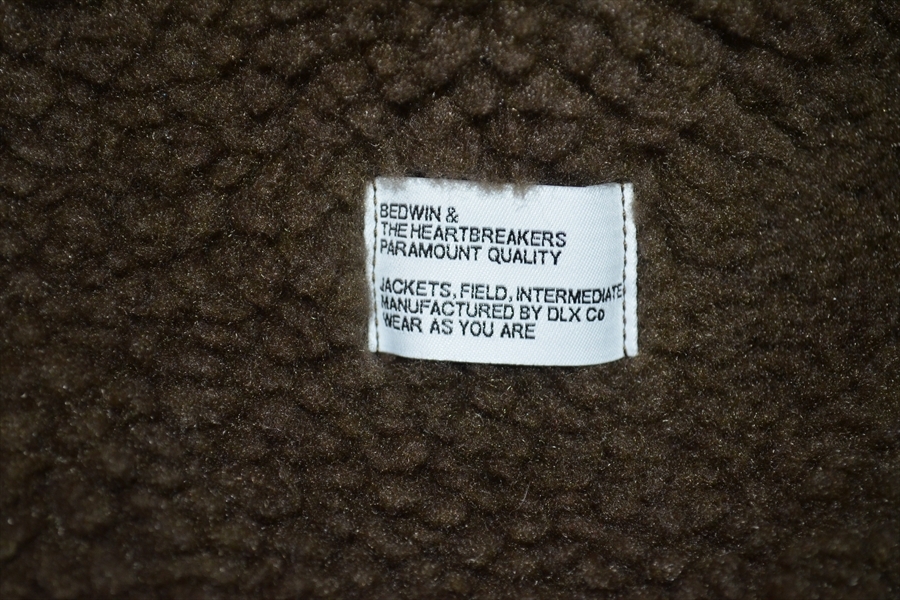 BEDWIN &
THE HEARTBREAKERS
PARAMOUNT QUALITY
JACKETS, FIELD, INTERMEDIATE
MANUFACTURED BY DLX Co
WEAR AS YOU ARE